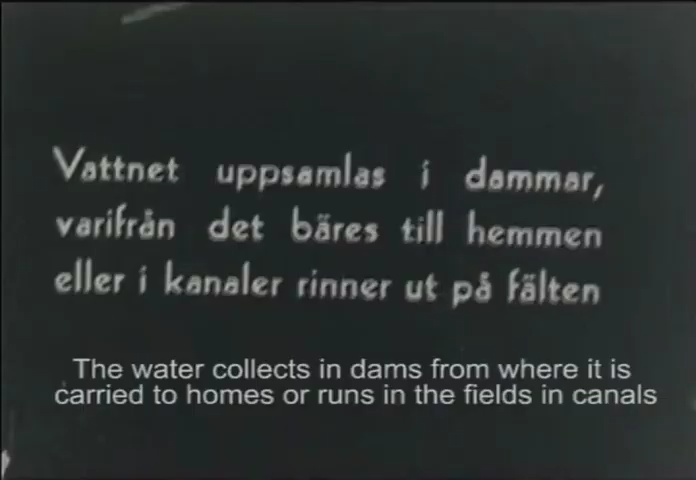 Vattnet uppsamlas i dammar,
varifrån det bäres till hemmen
eller i kanaler rinner ut på fälten
The water collects in dams from where it is
carried to homes or runs in the fields in canals